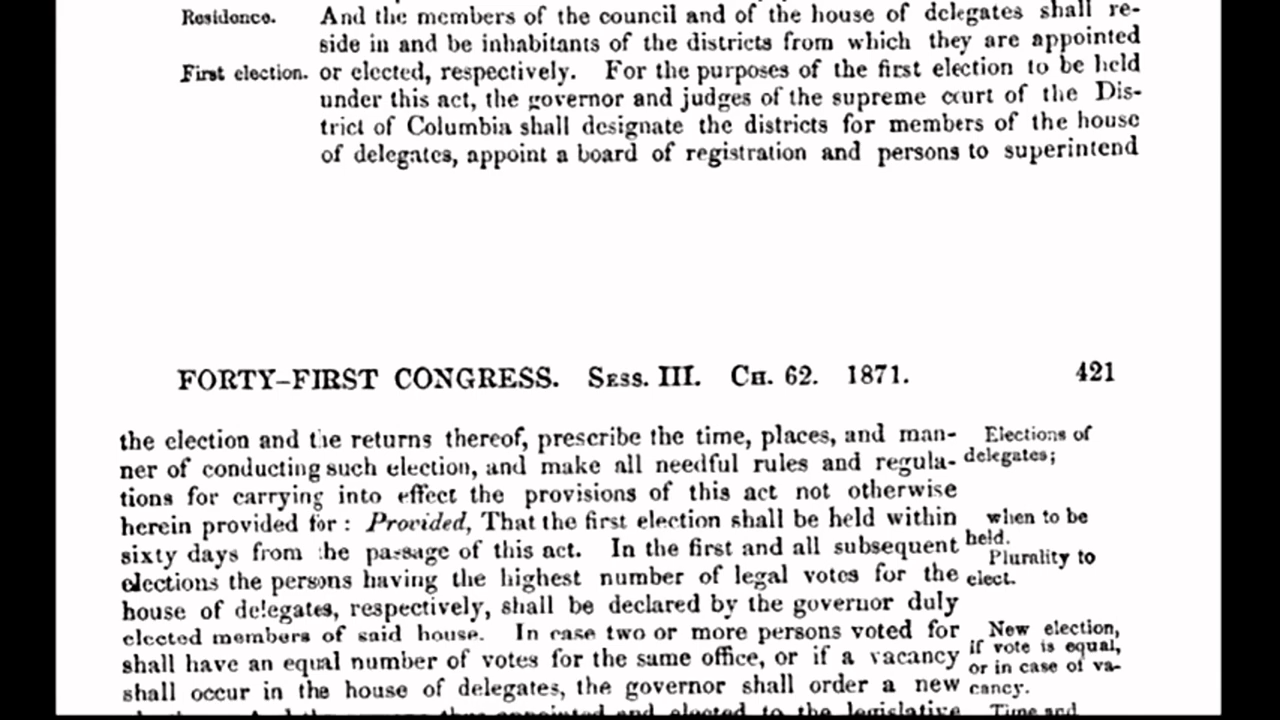 Residence.
And the members of the council and of the house of delegates shall re-
side in and be inhabitants of the districts from which they are appointed
First election.
or elected, respectively. For the purposes of the first election to be held
under this act, the governor and judges of the supreme court of the Dis-
trict of Columbia shall designate the districts for members of the house
of delegates, appoint a board of registration and persons to superintend
FORTY-FIRST CONGRESS. SESS. III. CH. 62. 1871. 421
the election and the returns thereof, prescribe the time, places, and man-
ner of conducting such election, and make all needful rules and regula-
tions for carrying into effect the provisions of this act not otherwise
herein provided for: Provided, That the first election shall be held within
sixty days from the passage of this act. In the first and all subsequent
elections the persons having the highest number of legal votes for the
house of delegates, respectively, shall be declared by the governor duly
elected members of said house. In case two or more persons voted for
shall have an equal number of votes for the same office, or if a vacancy
shall occur in the house of delegates, the governor shall order a new
appointed and elected to the legislative
Elections of
delegates;
when to be
held.
Plurality to
elect.
New election,
if vote is equal,
or in case of va-
cancy.
Time and